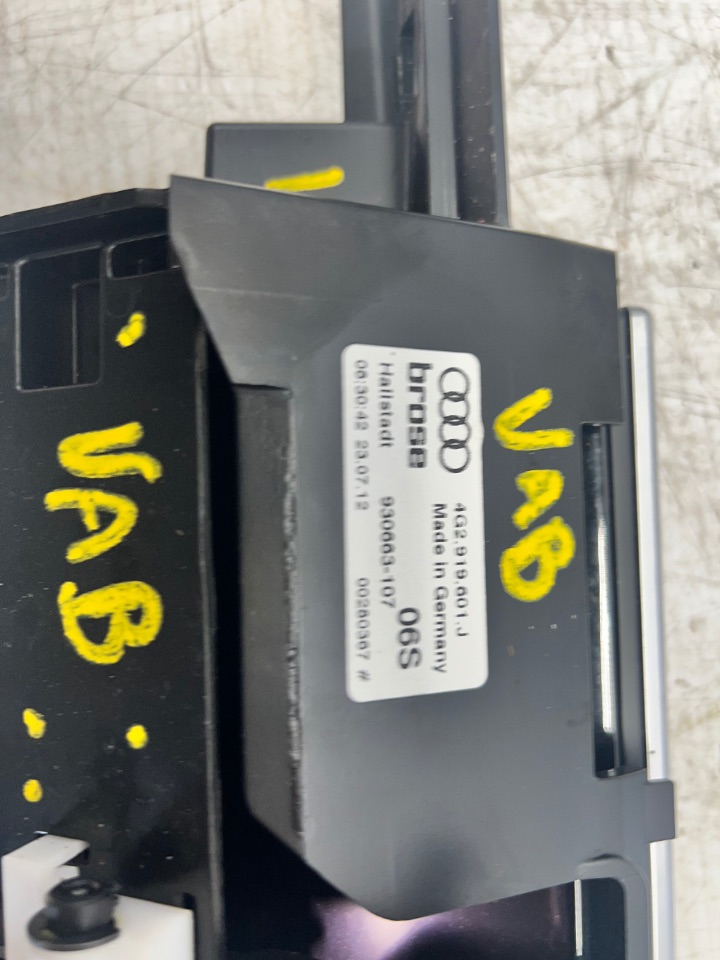 4G2.919.601.J
Made in Germany
brose
06S
Hallstadt 930663-107
06:30:42 23.07.12 00280367 #
VAB
VAB